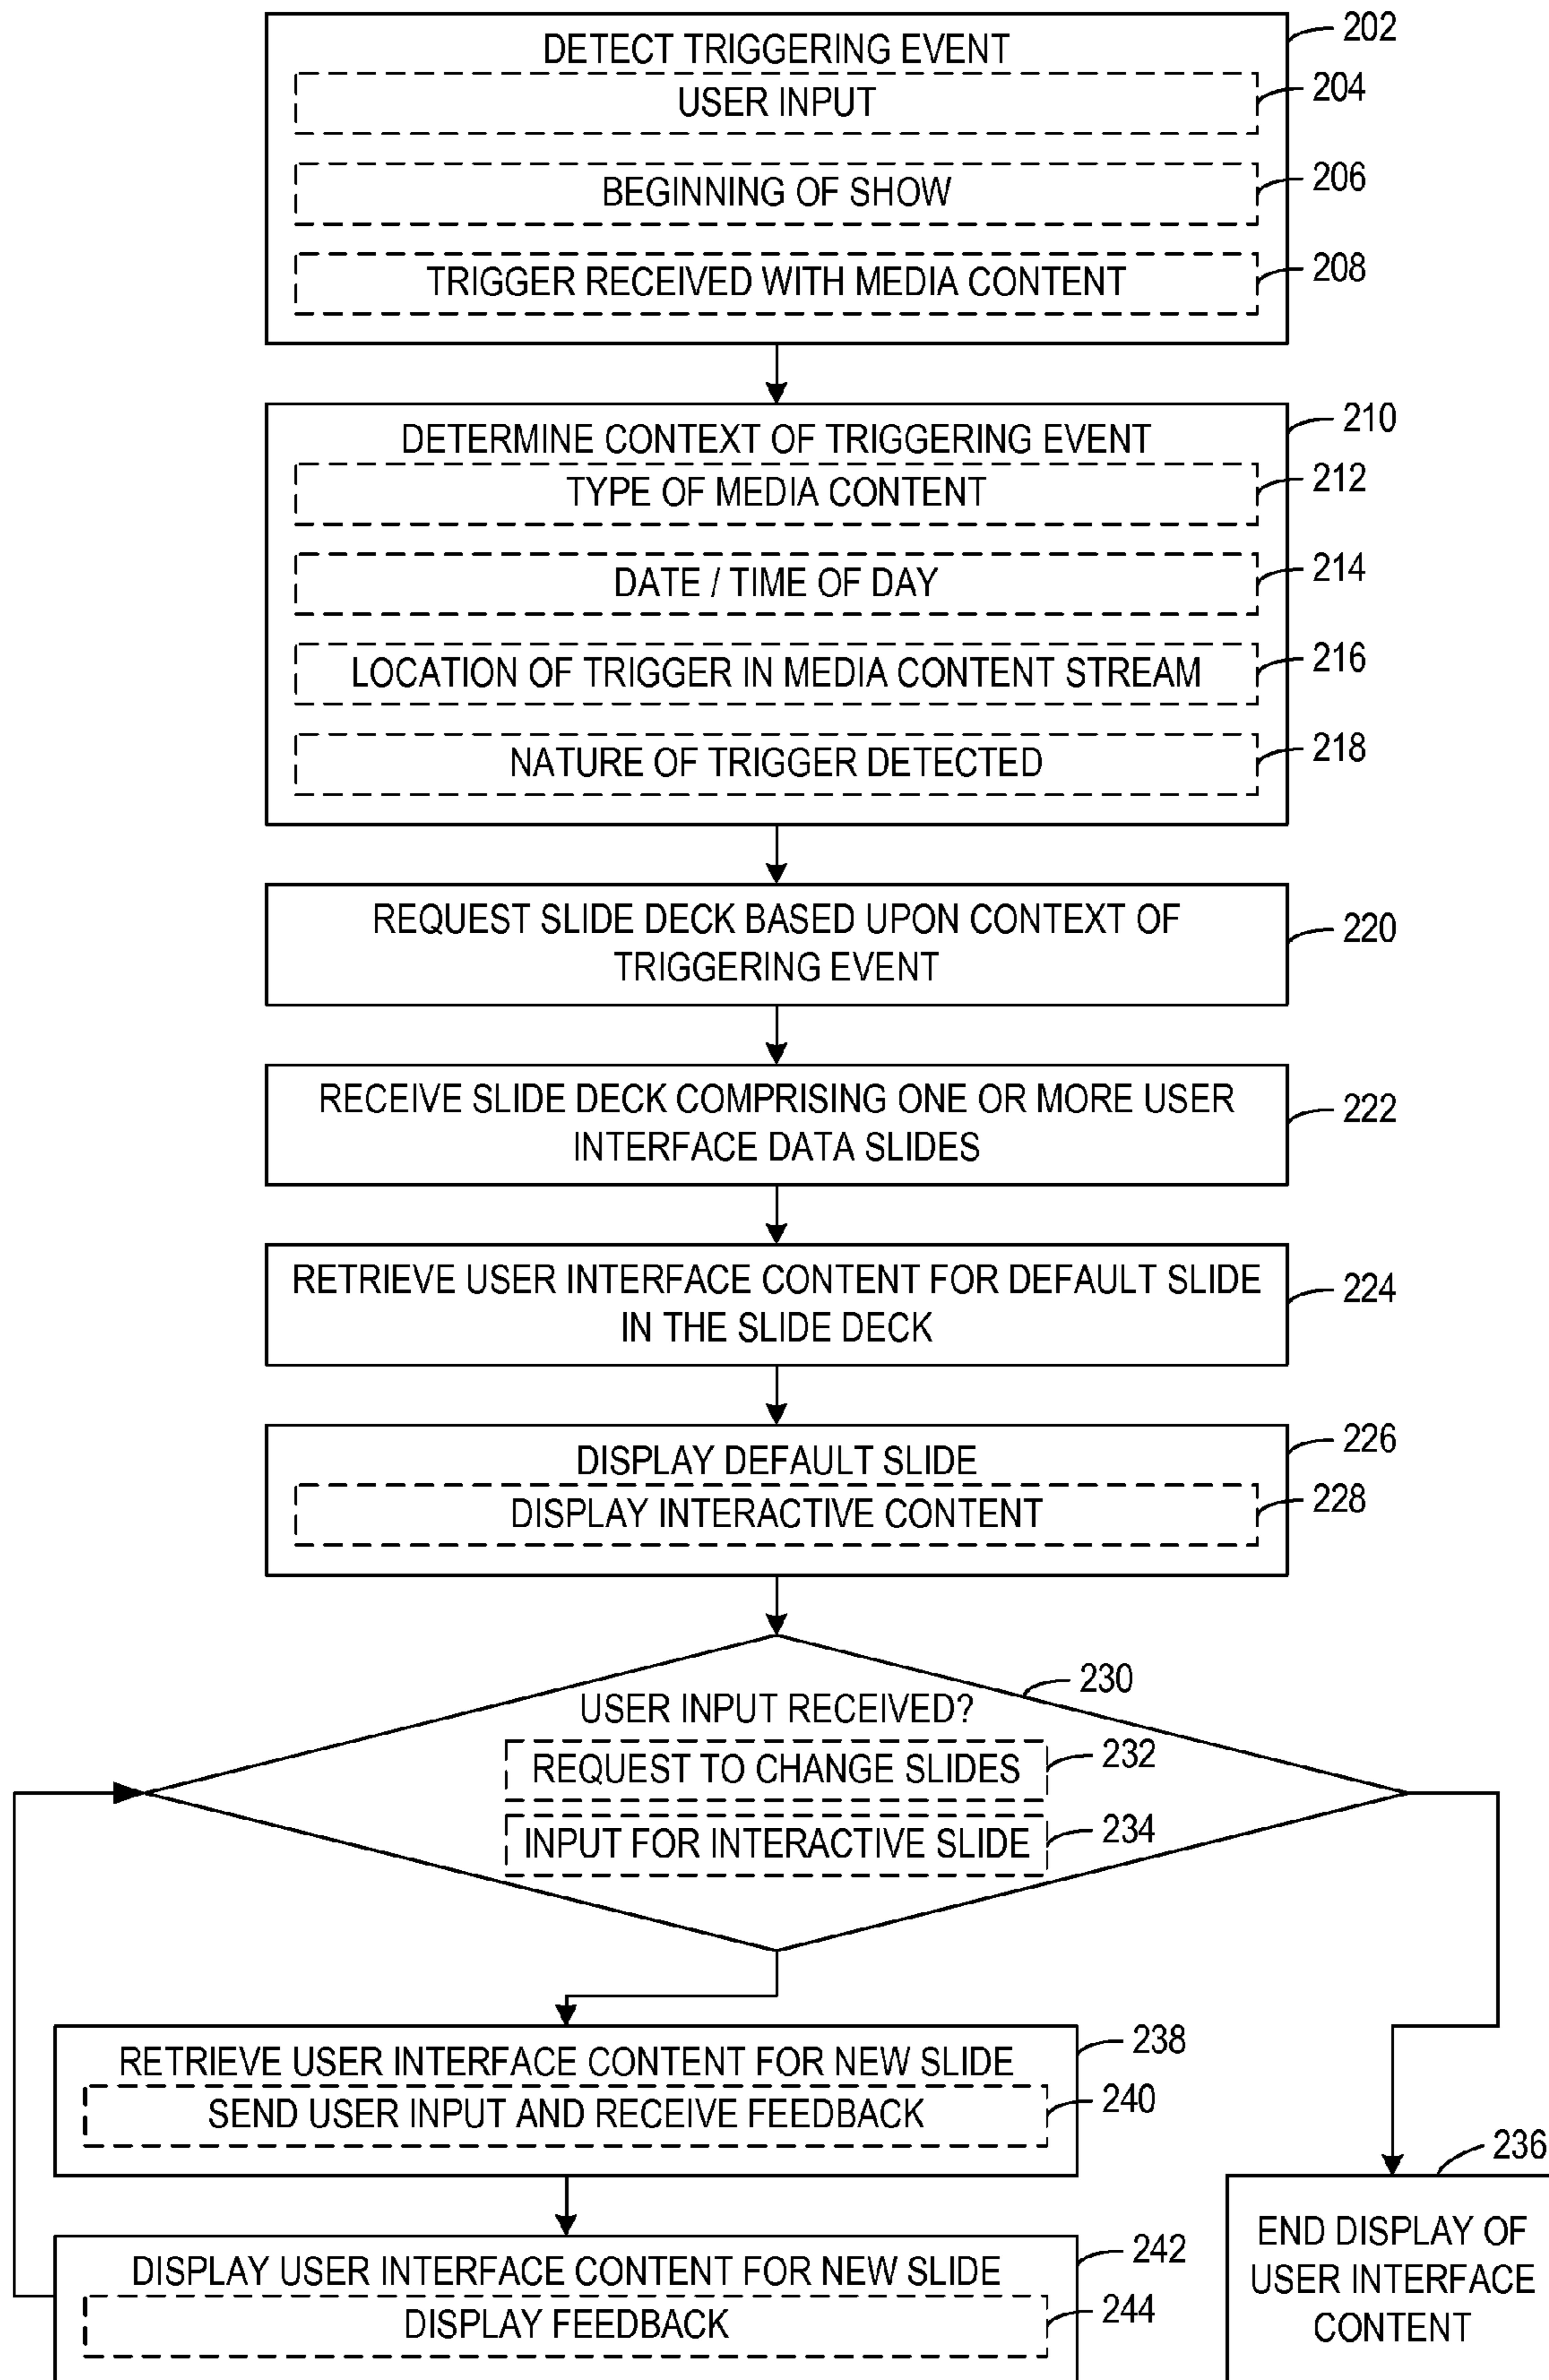 DETECT TRIGGERING EVENT
202
USER INPUT
204
BEGINNING OF SHOW
206
TRIGGER RECEIVED WITH MEDIA CONTENT
208
DETERMINE CONTEXT OF TRIGGERING EVENT
210
TYPE OF MEDIA CONTENT
212
DATE / TIME OF DAY
214
LOCATION OF TRIGGER IN MEDIA CONTENT STREAM
216
NATURE OF TRIGGER DETECTED
218
REQUEST SLIDE DECK BASED UPON CONTEXT OF
TRIGGERING EVENT
220
RECEIVE SLIDE DECK COMPRISING ONE OR MORE USER
INTERFACE DATA SLIDES
222
RETRIEVE USER INTERFACE CONTENT FOR DEFAULT SLIDE
IN THE SLIDE DECK
224
DISPLAY DEFAULT SLIDE
226
DISPLAY INTERACTIVE CONTENT
228
USER INPUT RECEIVED?
230
REQUEST TO CHANGE SLIDES
232
INPUT FOR INTERACTIVE SLIDE
234
RETRIEVE USER INTERFACE CONTENT FOR NEW SLIDE
238
SEND USER INPUT AND RECEIVE FEEDBACK
240
DISPLAY USER INTERFACE CONTENT FOR NEW SLIDE
242
DISPLAY FEEDBACK
244
236
END DISPLAY OF
USER INTERFACE
CONTENT